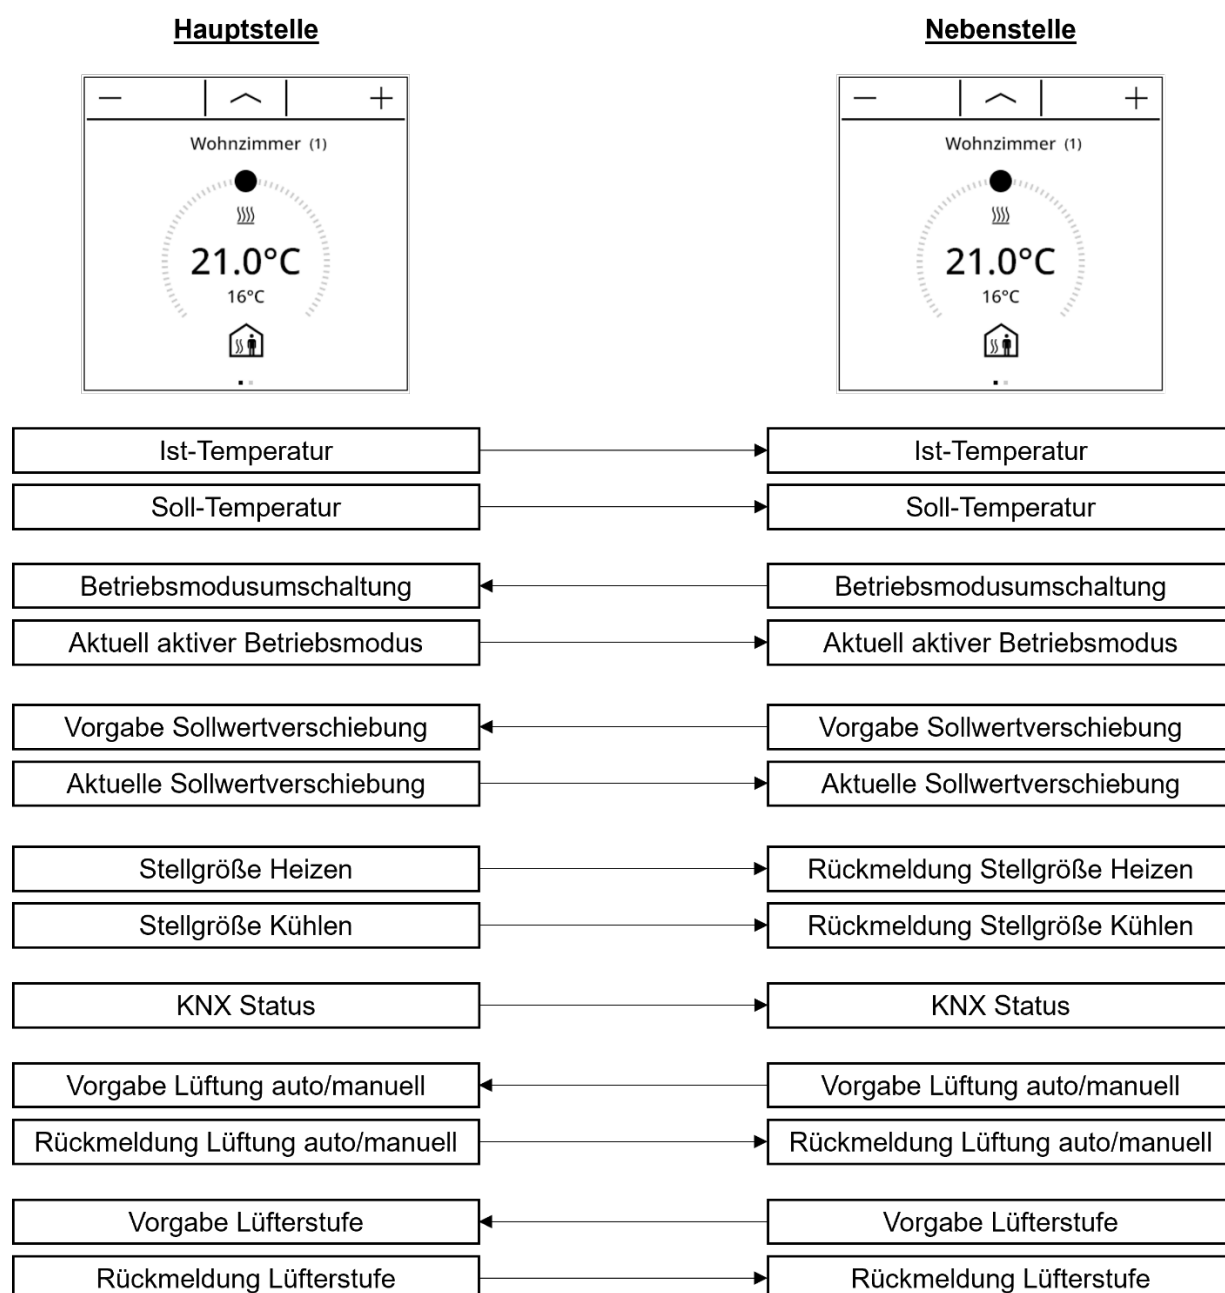 Hauptstelle Nebenstelle
— +
— +
Wohnzimmer (1) Wohnzimmer (1)
21.0°C 21.0°C
16°C 16°C
Ist-Temperatur Ist-Temperatur
Soll-Temperatur Soll-Temperatur
Betriebsmodusumschaltung Betriebsmodusumschaltung
Aktuell aktiver Betriebsmodus Aktuell aktiver Betriebsmodus
Vorgabe Sollwertverschiebung Vorgabe Sollwertverschiebung
Aktuelle Sollwertverschiebung Aktuelle Sollwertverschiebung
Stellgröße Heizen Rückmeldung Stellgröße Heizen
Stellgröße Kühlen Rückmeldung Stellgröße Kühlen
KNX Status KNX Status
Vorgabe Lüftung auto/manuell Vorgabe Lüftung auto/manuell
Rückmeldung Lüftung auto/manuell Rückmeldung Lüftung auto/manuell
Vorgabe Lüfterstufe Vorgabe Lüfterstufe
Rückmeldung Lüfterstufe Rückmeldung Lüfterstufe